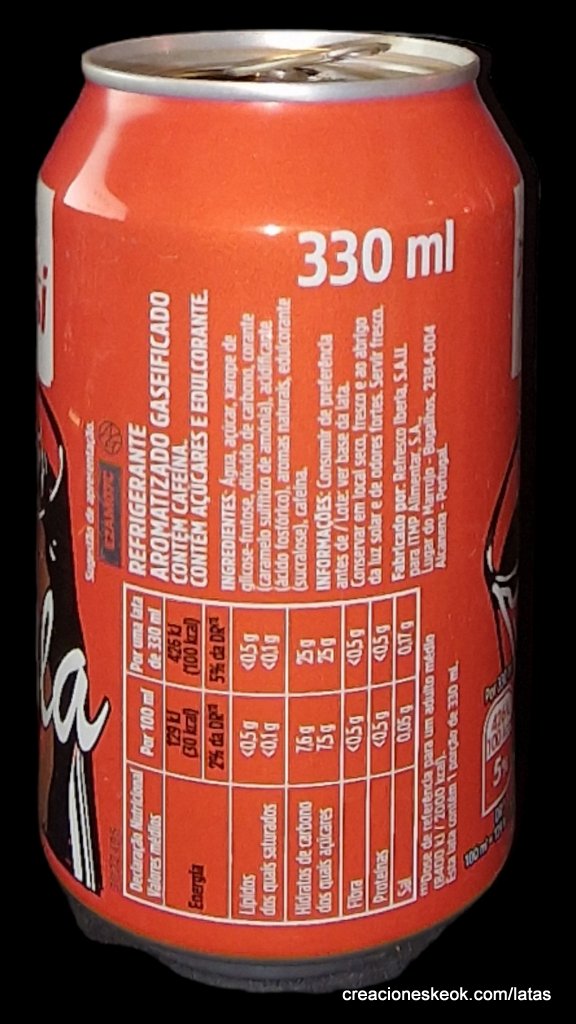 330 ml
Sugestão de apresentação.
REFRIGERANTE
AROMATIZADO GASEIFICADO
CONTÉM CAFEÍNA.
CONTÉM AÇÚCARES E EDULCORANTE.
INGREDIENTES: Água, açúcar, xarope de
glicose-frutose, dióxido de carbono, corante
(caramelo sulfítico de amónia), acidificante
(ácido fosfórico), aromas naturais, edulcorante
(sucralose), cafeína.
INFORMAÇÕES: Consumir de preferência
antes de / Lote: ver base da lata.
Conservar em local seco, fresco e ao abrigo
da luz solar e de odores fortes. Servir fresco.
Fabricado por: Refresco Iberia, S.A.U.
para ITMP Alimentar, S.A.
Lugar do Marrujo - Bugalhos, 2384-004
Alcanena - Portugal.
Declaração Nutricional
Valores médios
Por 100 ml
Por uma lata
de 330 ml
Energia
129 kJ
(30 kcal)
2% da DR*
426 kJ
(100 kcal)
5% da DR*
Lípidos <0,5 g <0,5 g
dos quais saturados <0,1 g <0,1 g
Hidratos de carbono 7,6 g 25 g
dos quais açúcares 7,5 g 25 g
Fibra <0,5 g <0,5 g
Proteínas <0,5 g <0,5 g
Sal 0,05 g 0,17 g
*Dose de referência para um adulto médio
(8400 kJ / 2000 kcal).
Esta lata contém 1 porção de 330 ml.
la
si
5%
creacioneskeok.com/latas